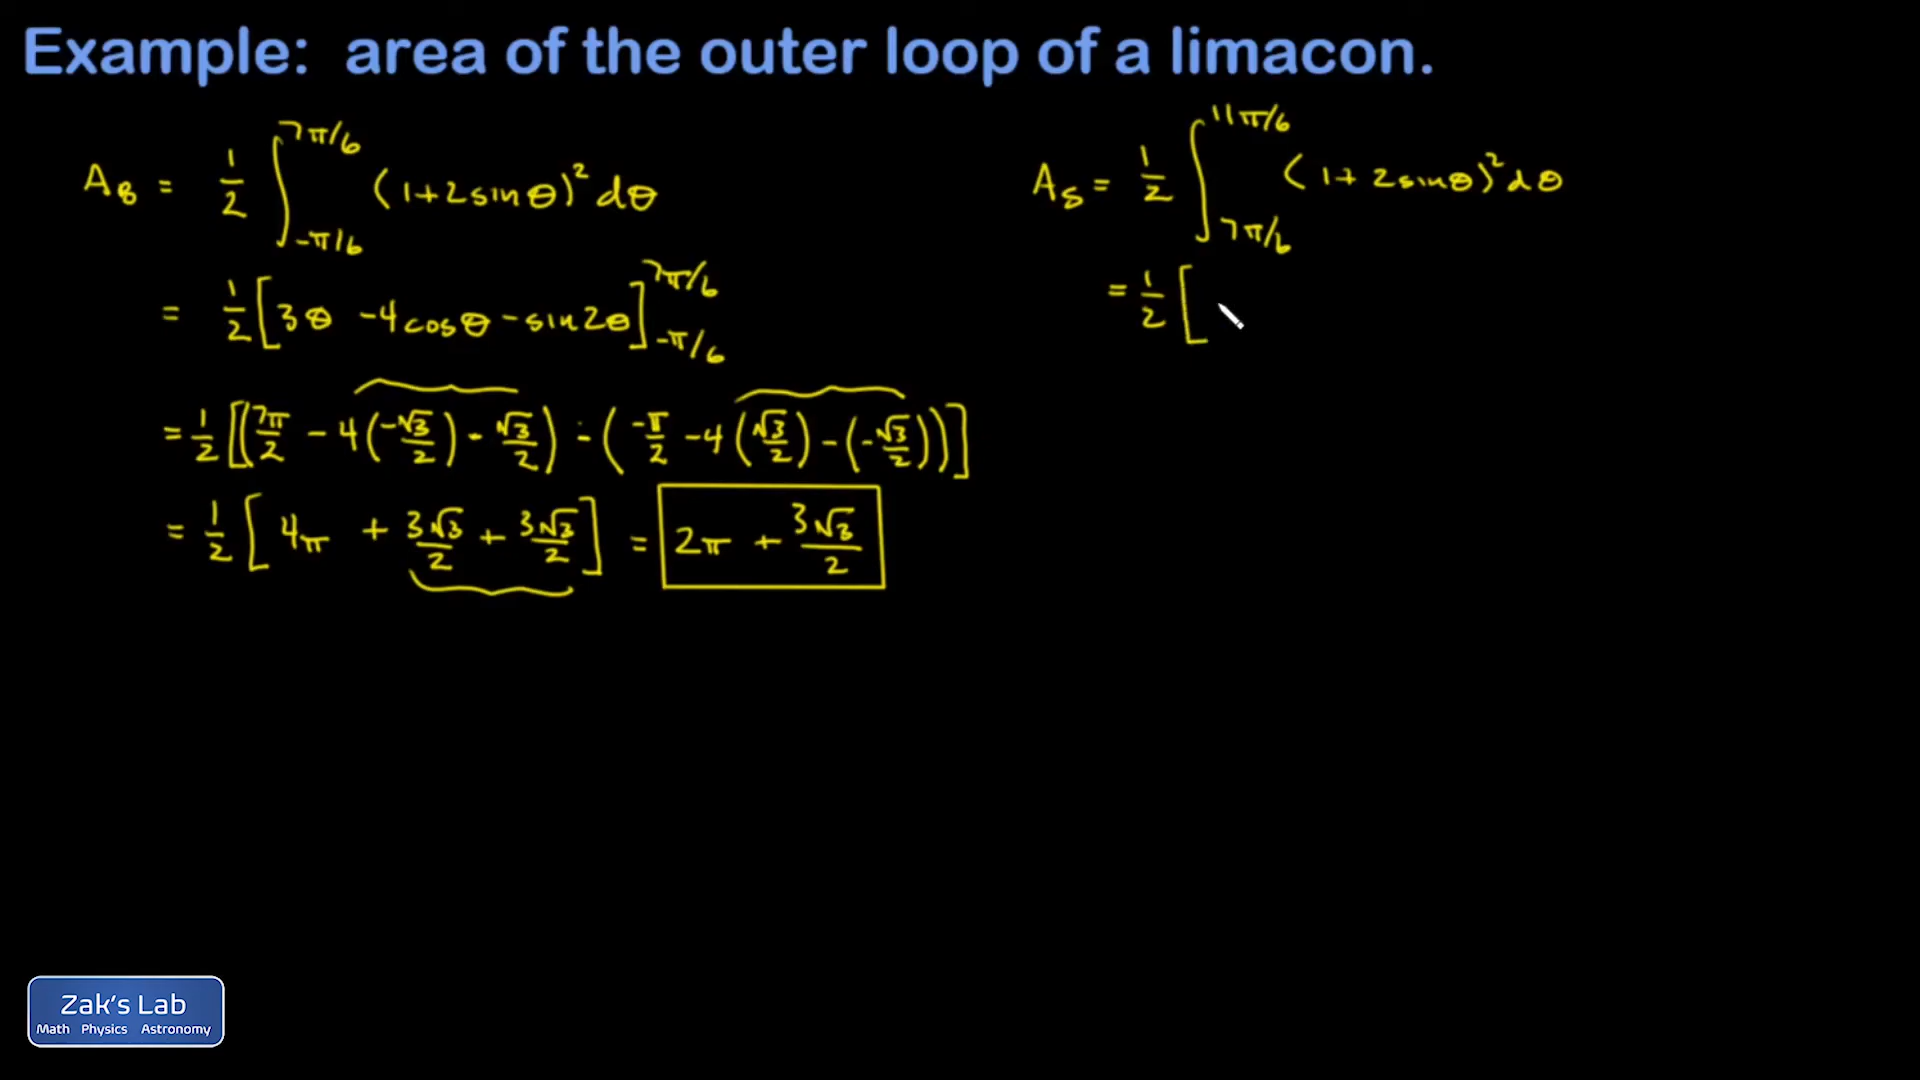 Example: area of the outer loop of a limacon.
A_B = 1/2 ∫_{-π/6}^{7π/6} (1+2sinθ)² dθ
= 1/2 [3θ -4cosθ -sin2θ]_{-π/6}^{7π/6}
= 1/2 [(7π/2 - 4(-√3/2) - √3/2) - (-π/2 -4(√3/2) - (-√3/2))]
= 1/2 [4π + 3√3/2 + 3√3/2] = 2π + 3√3/2
A_S = 1/2 ∫_{7π/6}^{11π/6} (1+2sinθ)² dθ
= 1/2 [
Zak's Lab
Math Physics Astronomy